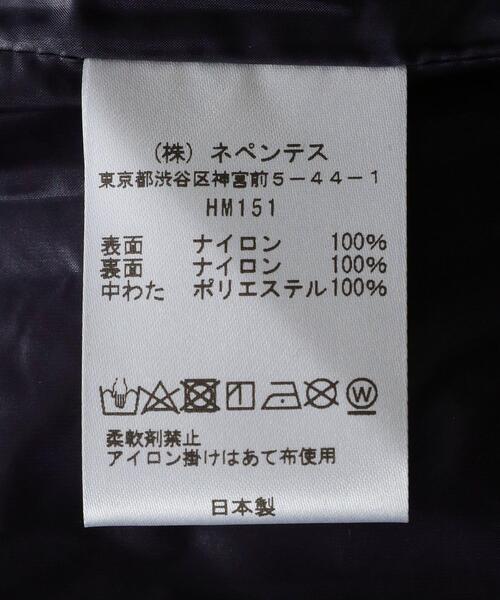 （株）ネペンテス
東京都渋谷区神宮前５－４４－１
HM151
表面 ナイロン 100%
裏面 ナイロン 100%
中わた ポリエステル100%
W
柔軟剤禁止
アイロン掛けはあて布使用
日本製